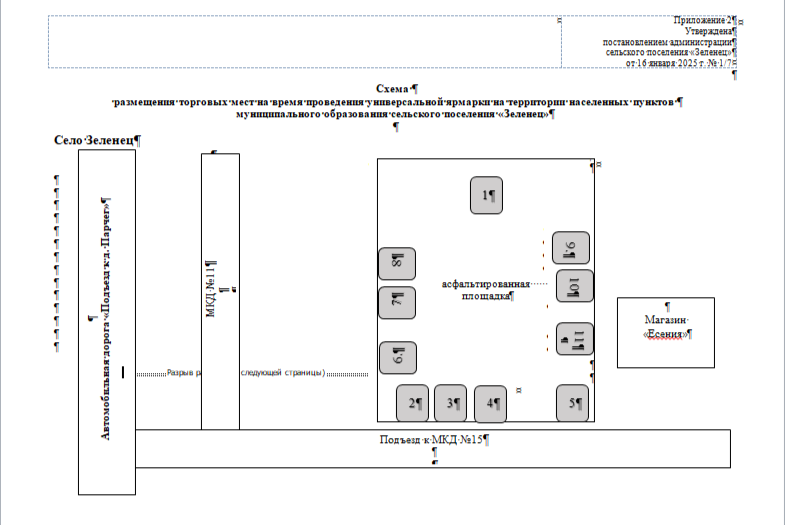 Приложение 2
Утверждена
постановлением администрации
сельского поселения «Зеленец»
от 16 января 2025 г. № 1/7
Схема
размещения торговых мест на время проведения универсальной ярмарки на территории населенных пунктов
муниципального образования сельского поселения «Зеленец»
Село Зеленец
Автомобильная дорога «Подъезд к д. Парчег»
МКД №11
1
8
7
6.
асфальтированная
площадка
9.
10
11
Магазин
«Есения»
Разрыв ра
следующей страницы)
2
3
4
5
Подъезд к МКД №15